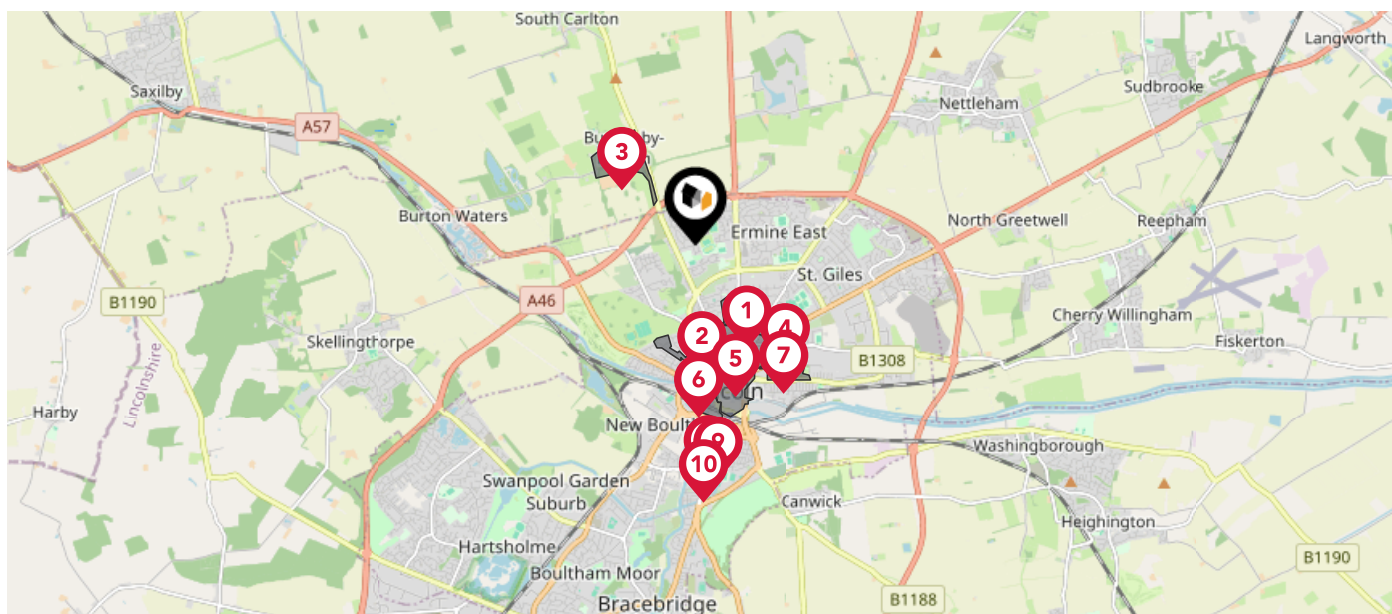 South Carlton
Langworth
Saxilby
Sudbrooke
Nettleham
A57
3
Burton Waters
North Greetwell
Reepham
Ermine East
St. Giles
B1190
A46
1
Cherry Willingham
4
2
Skellingthorpe
Fiskerton
5
7
B1308
6
Lincolnshire
Harby
New
9
Washingborough
10
Swanpool Garden
Suburb
Canwick
Heighington
Hartsholme
B1190
Boultham Moor
B1188
Bracebridge